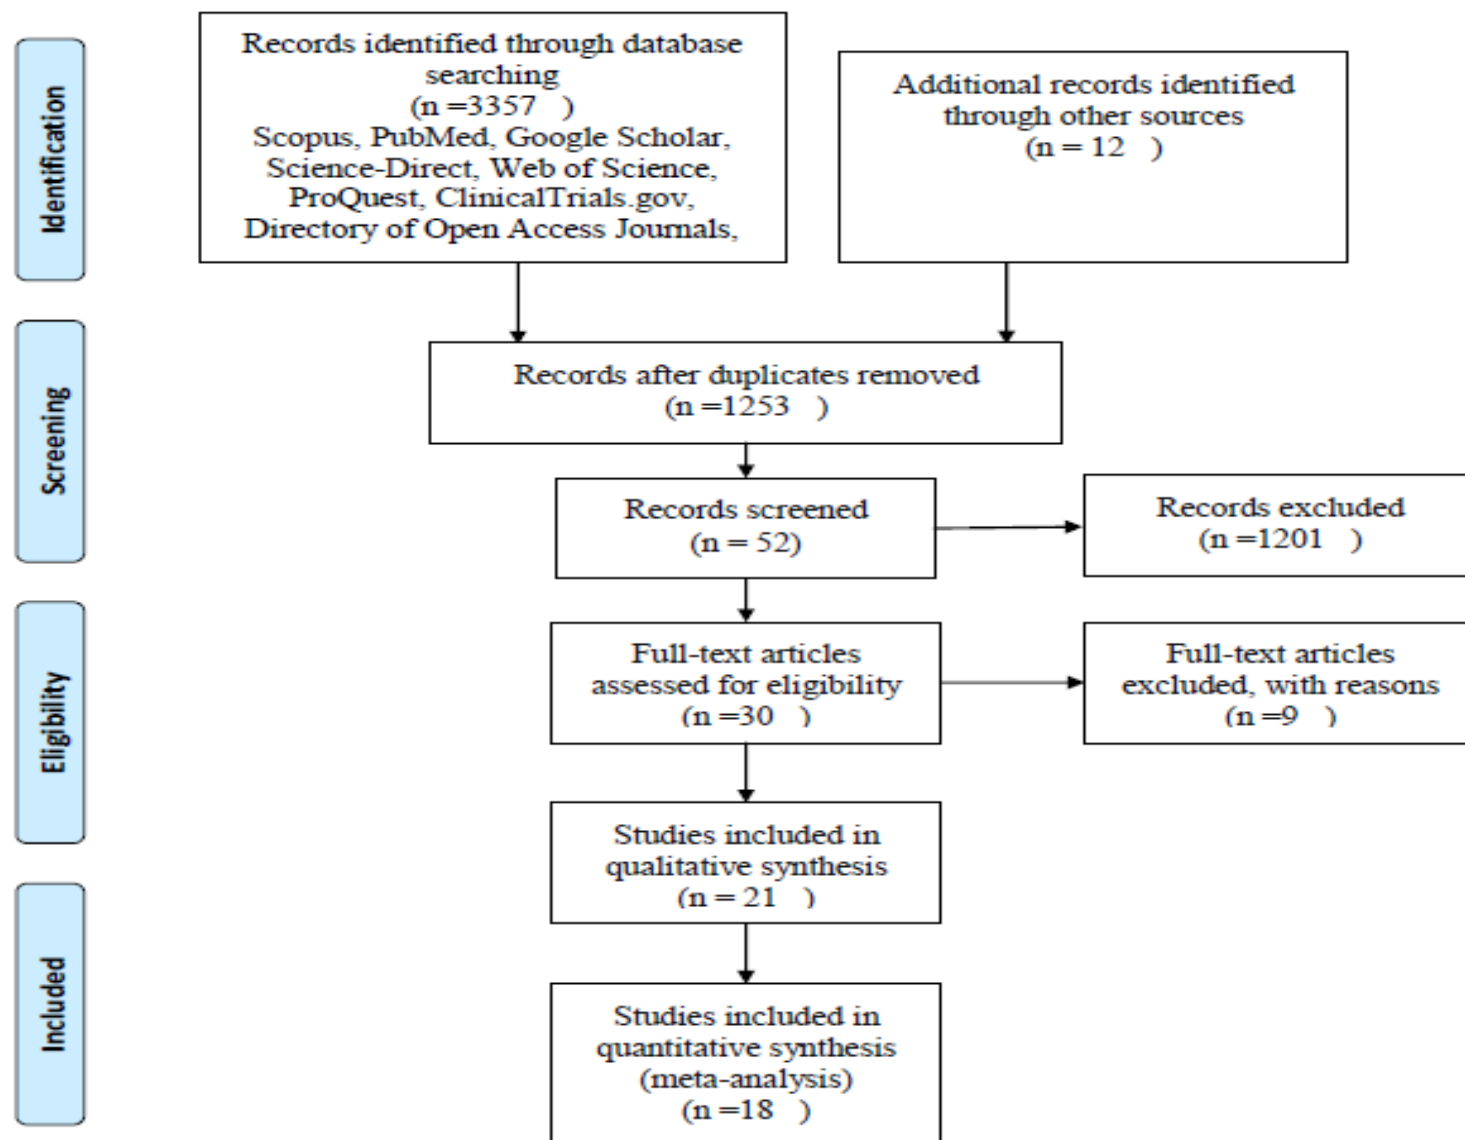 Identification
Records identified through database
searching
(n =3357 )
Scopus, PubMed, Google Scholar,
Science-Direct, Web of Science,
ProQuest, ClinicalTrials.gov,
Directory of Open Access Journals,
Additional records identified
through other sources
(n = 12 )
Screening
Records after duplicates removed
(n =1253 )
Records screened
(n = 52)
Records excluded
(n =1201 )
Eligibility
Full-text articles
assessed for eligibility
(n =30 )
Full-text articles
excluded, with reasons
(n =9 )
Studies included in
qualitative synthesis
(n = 21 )
Included
Studies included in
quantitative synthesis
(meta-analysis)
(n =18 )